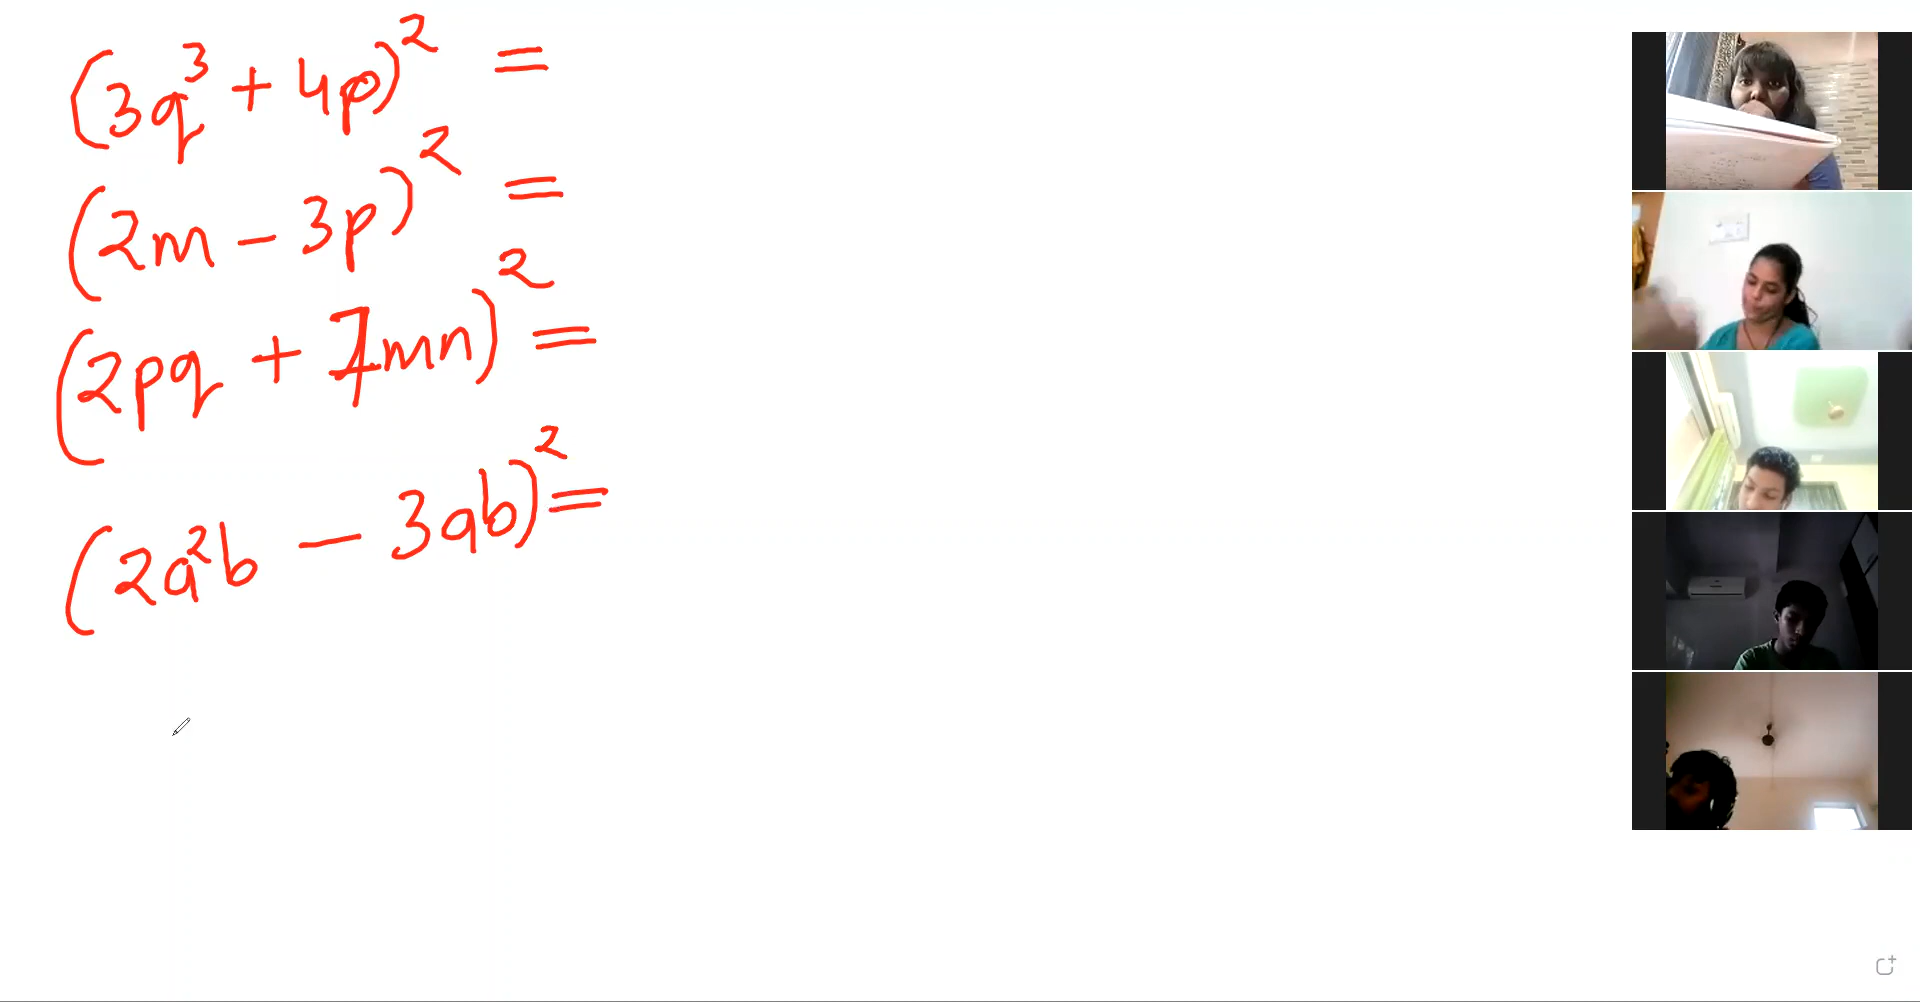 (3q³ + 4p)² =
(2m - 3p)² =
(2pq + 7mn)² =
(2a²b - 3ab)² =